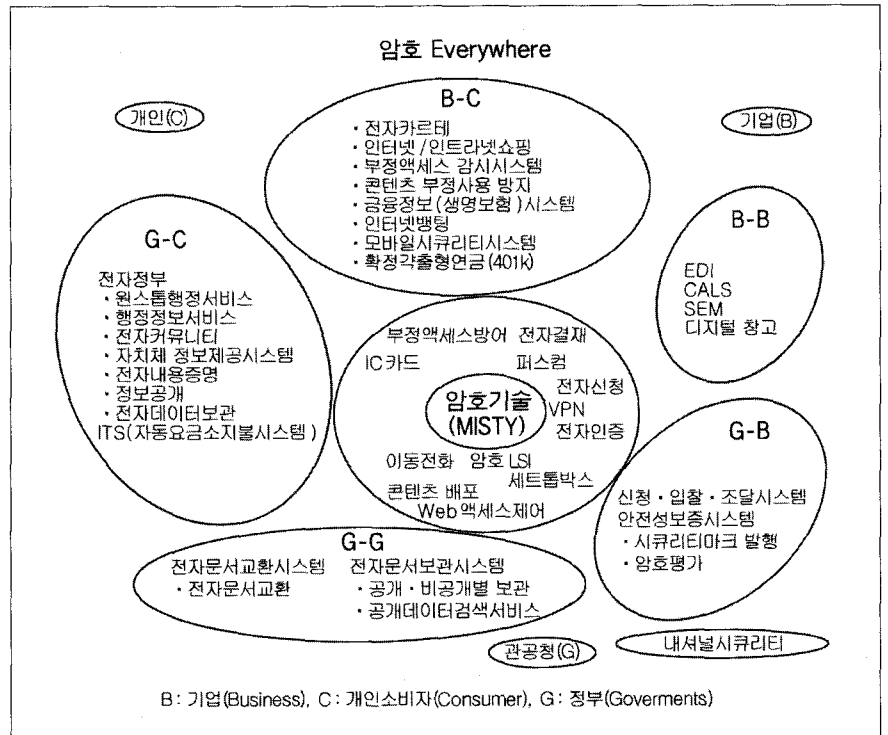 암호 Everywhere
개인(C)
기업(B)
B-C
· 전자카르테
· 인터넷/인트라넷쇼핑
· 부정액세스 감시시스템
· 콘텐츠 부정사용 방지
· 금융정보(생명보험)시스템
· 인터넷뱅팅
· 모바일시큐리티시스템
· 확정갹출형연금(401k)
B-B
EDI
CALS
SEM
디지털 창고
G-C
전자정부
· 원스톱행정서비스
· 행정정보서비스
· 전자커뮤니티
· 자치체 정보제공시스템
· 전자내용증명
· 정보공개
· 전자데이터보관
ITS(자동요금소지불시스템)
부정액세스방어 전자결재
IC카드 퍼스컴
전자신청
암호기술
(MISTY)
VPN
전자인증
이동전화 암호 LSI
세트톱박스
콘텐츠 배포
Web액세스제어
G-B
신청·입찰·조달시스템
안전성보증시스템
· 시큐리티마크 발행
· 암호평가
G-G
전자문서교환시스템 전자문서보관시스템
· 전자문서교환 · 공개·비공개별 보관
· 공개데이터검색서비스
관공청(G)
내셔널시큐리티
B: 기업(Business), C: 개인소비자(Consumer), G: 정부(Goverments)